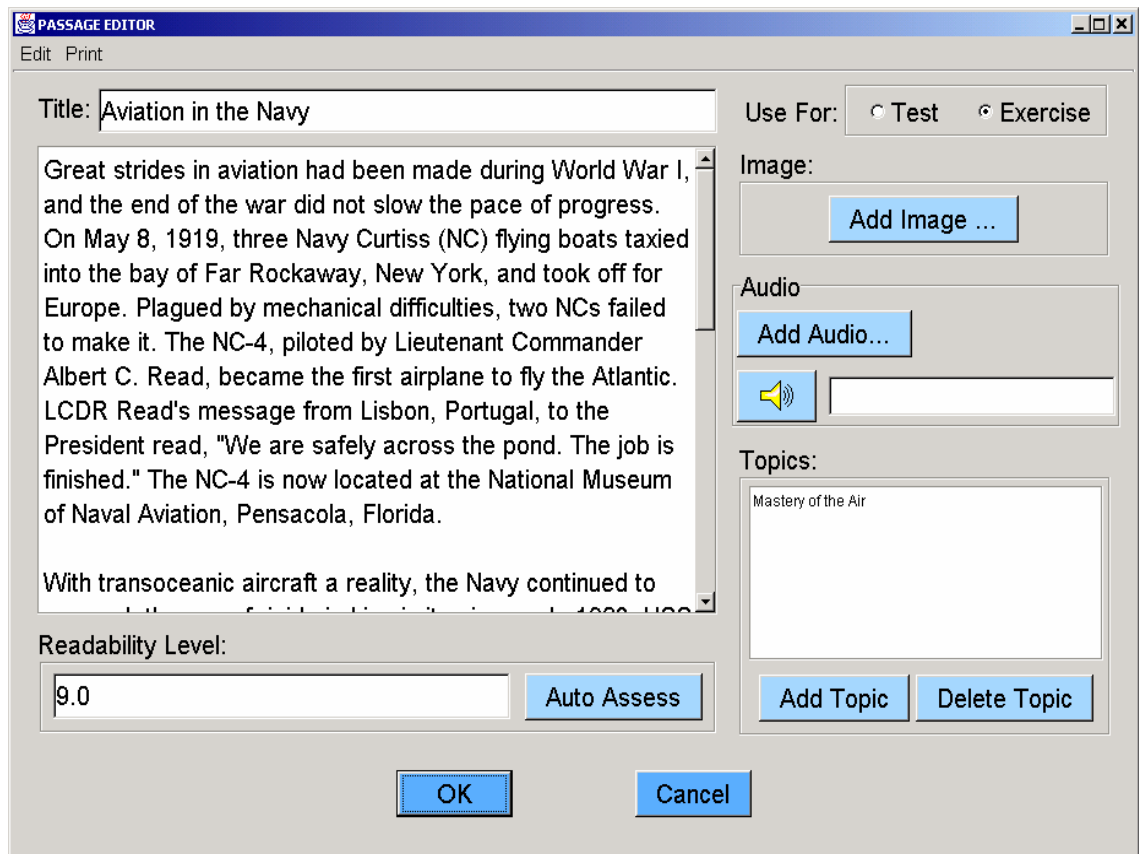 PASSAGE EDITOR
Edit Print
Title: Aviation in the Navy
Use For: Test Exercise
Great strides in aviation had been made during World War I,
and the end of the war did not slow the pace of progress.
On May 8, 1919, three Navy Curtiss (NC) flying boats taxied
into the bay of Far Rockaway, New York, and took off for
Europe. Plagued by mechanical difficulties, two NCs failed
to make it. The NC-4, piloted by Lieutenant Commander
Albert C. Read, became the first airplane to fly the Atlantic.
LCDR Read's message from Lisbon, Portugal, to the
President read, "We are safely across the pond. The job is
finished." The NC-4 is now located at the National Museum
of Naval Aviation, Pensacola, Florida.
With transoceanic aircraft a reality, the Navy continued to
Readability Level:
9.0
Auto Assess
Image:
Add Image ...
Audio
Add Audio...
Topics:
Mastery of the Air
Add Topic Delete Topic
OK Cancel